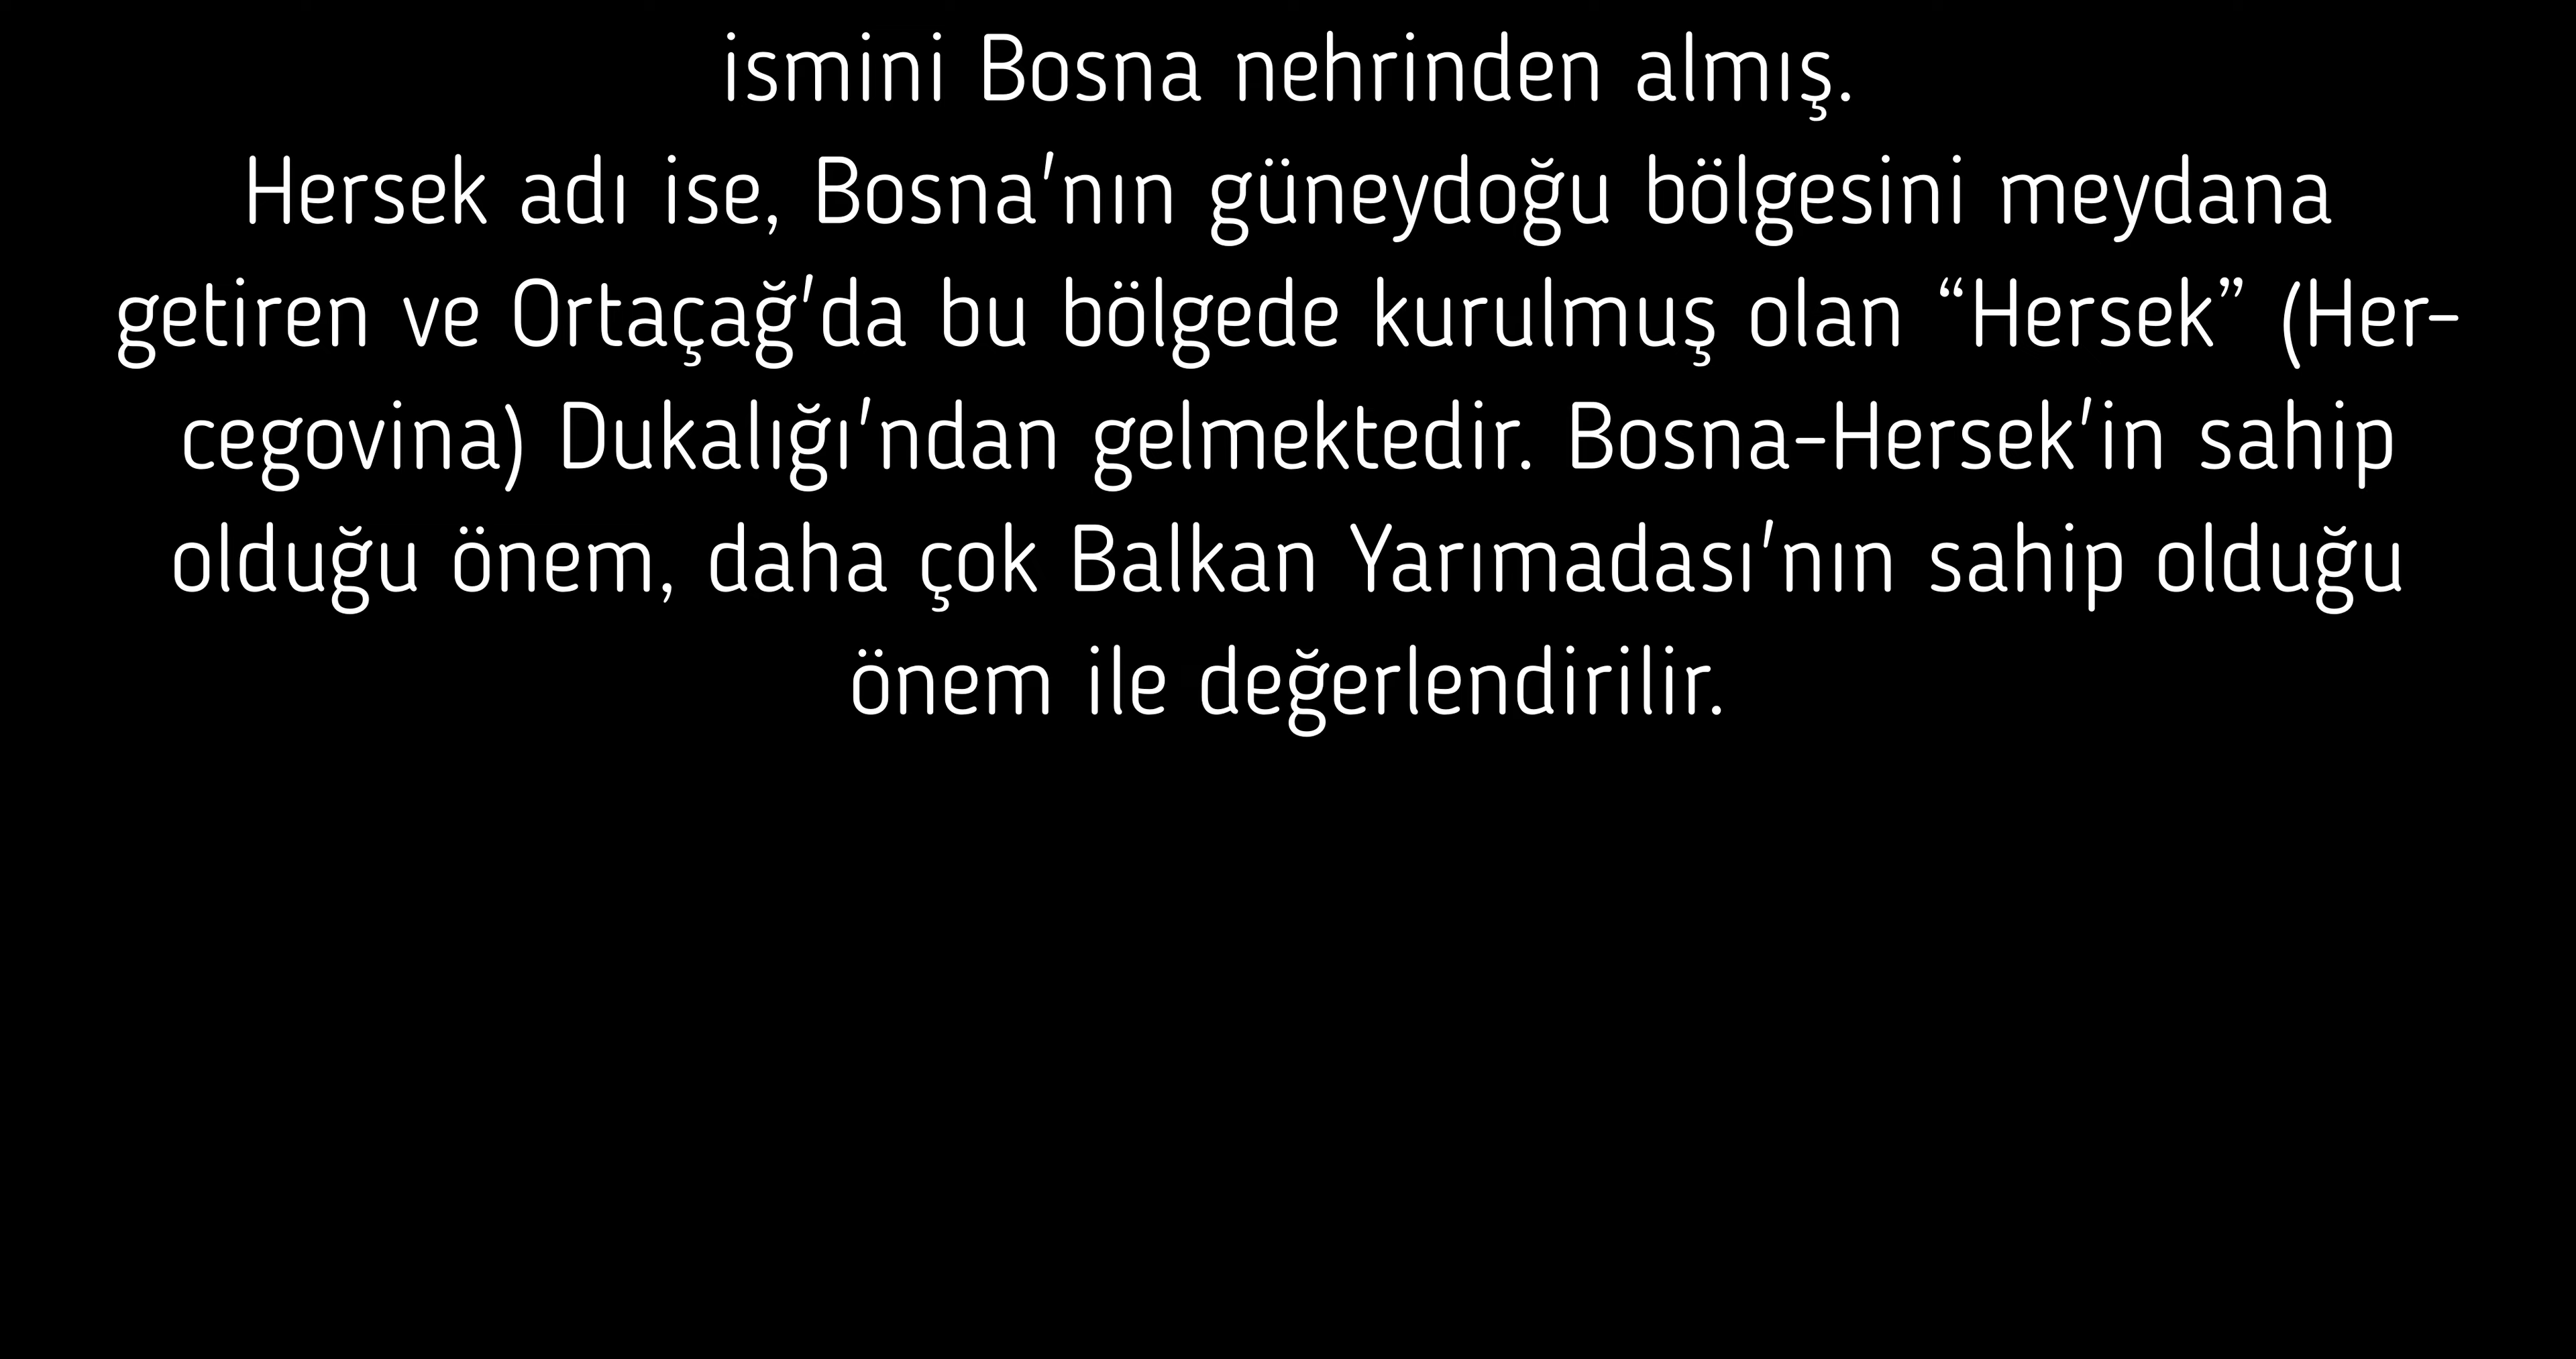 ismini Bosna nehrinden almış.
Hersek adı ise, Bosna'nın güneydoğu bölgesini meydana
getiren ve Ortaçağ'da bu bölgede kurulmuş olan “Hersek” (Her-
cegovina) Dukalığı'ndan gelmektedir. Bosna-Hersek'in sahip
olduğu önem, daha çok Balkan Yarımadası'nın sahip olduğu
önem ile değerlendirilir.